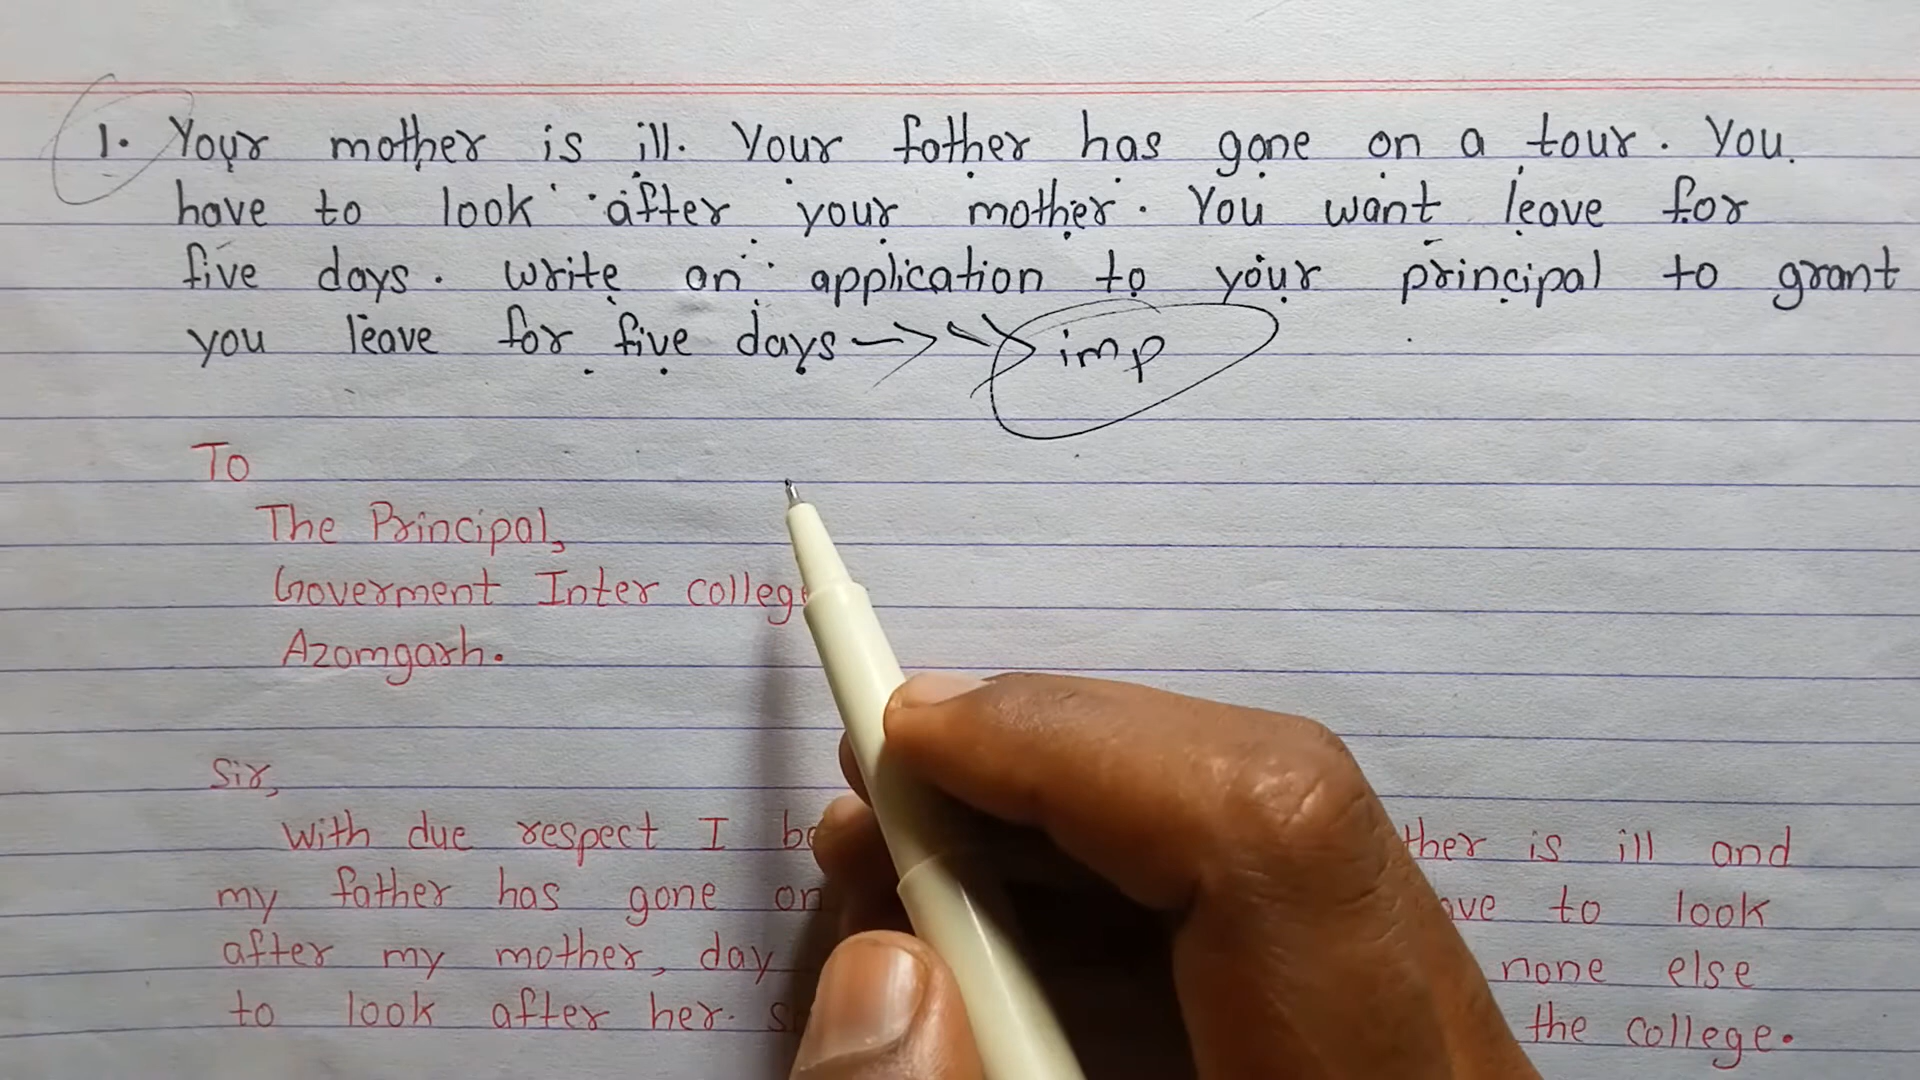 1. Your mother is ill. Your father has gone on a tour. You
have to look after your mother. You want leave for
five days. Write an application to your principal to grant
you leave for five days → imp
To
The Principal,
Goverment Inter college
Azamgarh.
Sir,
With due respect I is ill and
my father has gone on to look
after my mother, day none else
to look after her. the college.